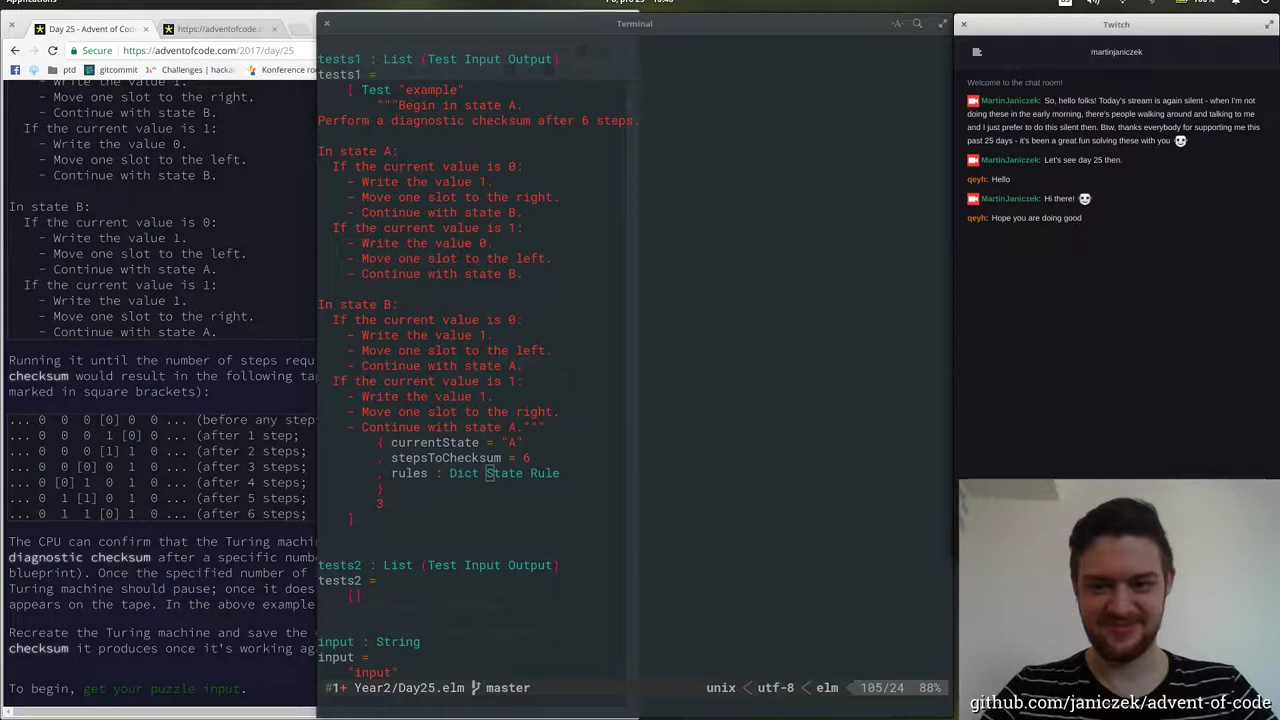 Applications
Day 25 - Advent of Cod
https://adventofcode.
Secure
https://adventofcode.com/2017/day/25
ptd
gitcommit
Challenges | hacka
Konference ro
- Write the value 1.
- Move one slot to the right.
- Continue with state B.
If the current value is 1:
- Write the value 0.
- Move one slot to the left.
- Continue with state B.
In state B:
If the current value is 0:
- Write the value 1.
- Move one slot to the left.
- Continue with state A.
If the current value is 1:
- Write the value 1.
- Move one slot to the right.
- Continue with state A.
Running it until the number of steps requ
checksum would result in the following tap
marked in square brackets):
... 0 0 0 [0] 0 0 ... (before any step
... 0 0 0 1 [0] 0 ... (after 1 step;
... 0 0 0 [1] 1 0 ... (after 2 steps;
... 0 0 [0] 0 1 0 ... (after 3 steps;
... 0 [0] 1 0 1 0 ... (after 4 steps;
... 0 1 [1] 0 1 0 ... (after 5 steps;
... 0 1 1 [0] 1 0 ... (after 6 steps;
The CPU can confirm that the Turing machin
diagnostic checksum after a specific numbe
blueprint). Once the specified number of
Turing machine should pause; once it does
appears on the tape. In the above example
Recreate the Turing machine and save the
checksum it produces once it's working aga
To begin, get your puzzle input.
Terminal
tests1 : List (Test Input Output)
tests1 =
[ Test "example"
"""Begin in state A.
Perform a diagnostic checksum after 6 steps.
In state A:
If the current value is 0:
- Write the value 1.
- Move one slot to the right.
- Continue with state B.
If the current value is 1:
- Write the value 0.
- Move one slot to the left.
- Continue with state B.
In state B:
If the current value is 0:
- Write the value 1.
- Move one slot to the left.
- Continue with state A.
If the current value is 1:
- Write the value 1.
- Move one slot to the right.
- Continue with state A."""
{ currentState = "A"
, stepsToChecksum = 6
, rules : Dict State Rule
}
3
]
tests2 : List (Test Input Output)
tests2 =
[]
input : String
input =
"input"
#1+ Year2/Day25.elm master
unix utf-8 elm 105/24 88%
Twitch
martinjaniczek
Welcome to the chat room!
MartinJaniczek: So, hello folks! Today's stream is again silent - when I'm not
doing these in the early morning, there's people walking around and talking to me
and I just prefer to do this silent then. Btw, thanks everybody for supporting me this
past 25 days - it's been a great fun solving these with you
MartinJaniczek: Let's see day 25 then.
qeyh: Hello
MartinJaniczek: Hi there!
qeyh: Hope you are doing good
github.com/janiczek/advent-of-code